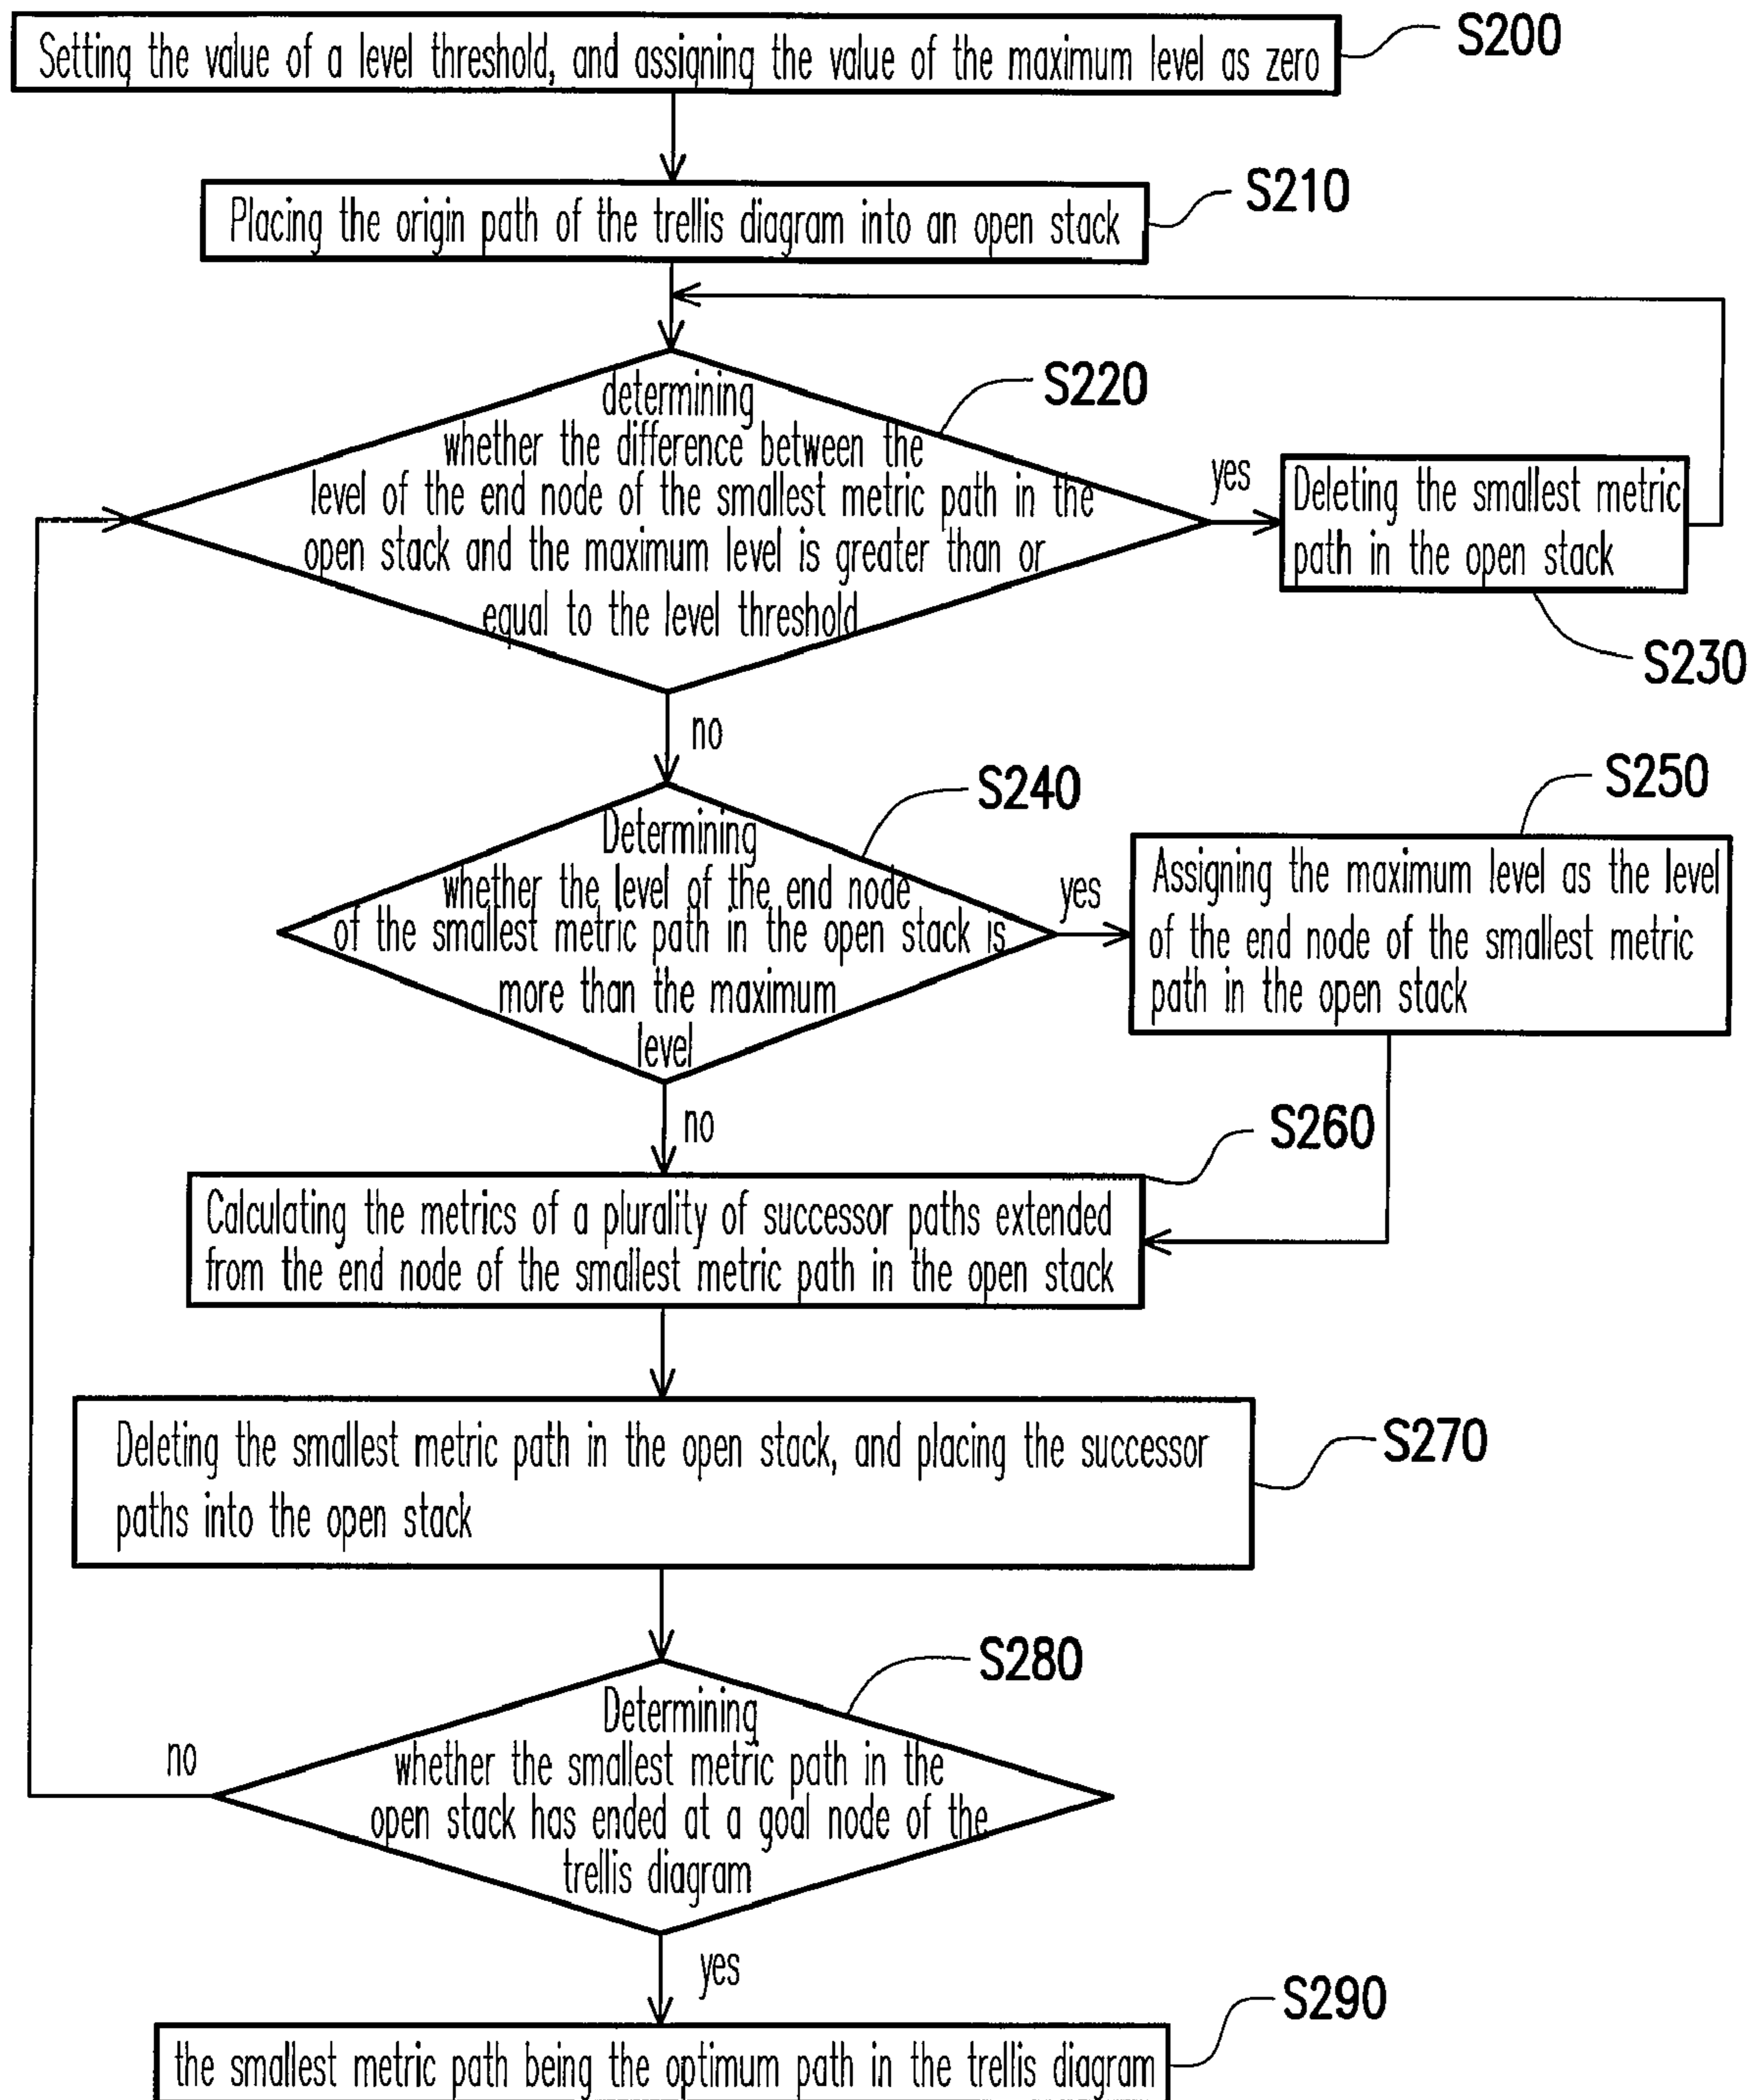 Setting the value of a level threshold, and assigning the value of the maximum level as zero
S200
Placing the origin path of the trellis diagram into an open stack
S210
determining
whether the difference between the
level of the end node of the smallest metric path in the
open stack and the maximum level is greater than or
equal to the level threshold
S220
yes
Deleting the smallest metric
path in the open stack
S230
no
Determining
whether the level of the end node
of the smallest metric path in the open stack is
more than the maximum
level
S240
yes
Assigning the maximum level as the level
of the end node of the smallest metric
path in the open stack
S250
no
Calculating the metrics of a plurality of successor paths extended
from the end node of the smallest metric path in the open stack
S260
Deleting the smallest metric path in the open stack, and placing the successor
paths into the open stack
S270
Determining
whether the smallest metric path in the
open stack has ended at a goal node of the
trellis diagram
S280
no
yes
the smallest metric path being the optimum path in the trellis diagram
S290